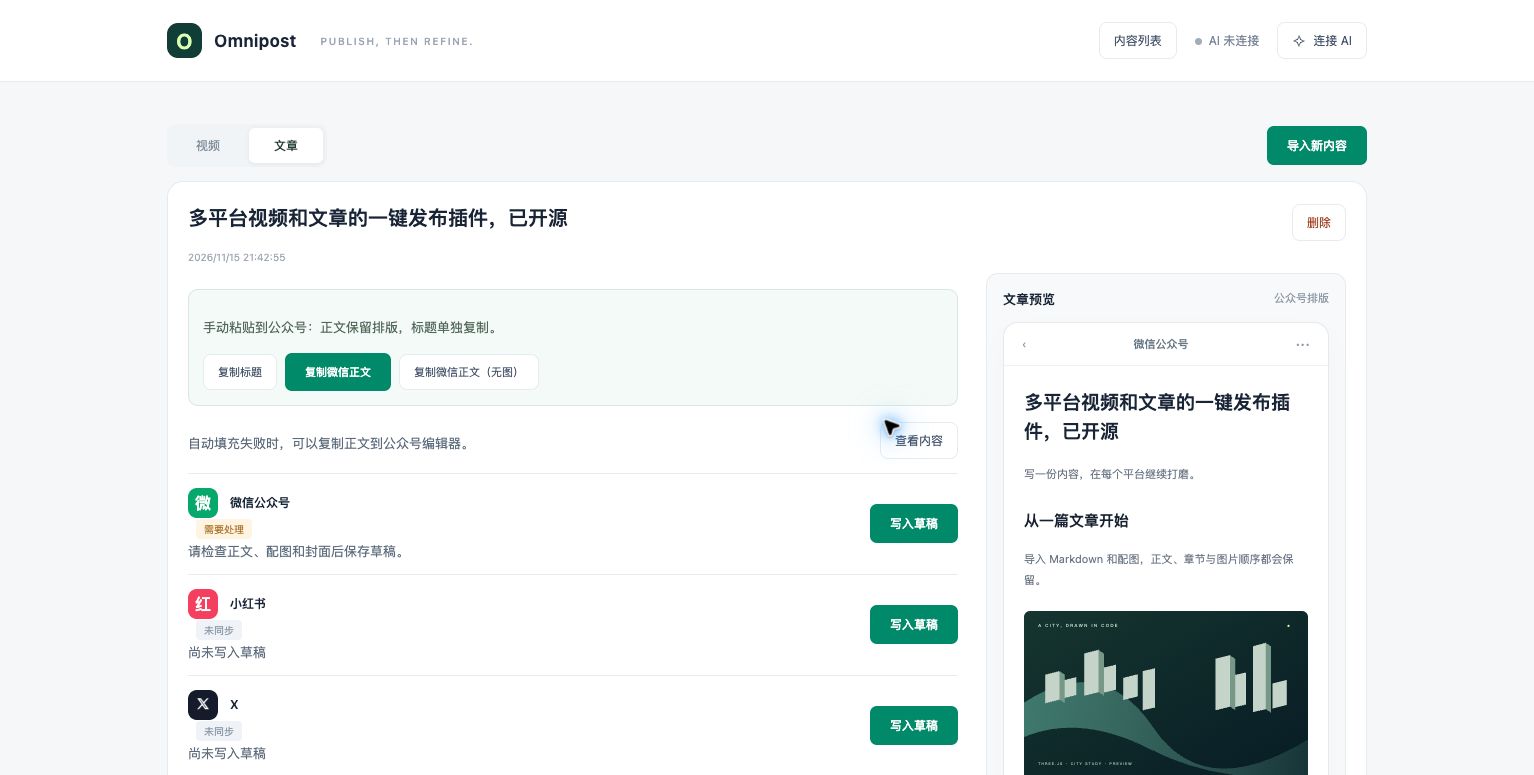 O Omnipost PUBLISH, THEN REFINE.
内容列表
AI 未连接
连接 AI
视频
文章
导入新内容
多平台视频和文章的一键发布插件，已开源
删除
2026/11/15 21:42:55
手动粘贴到公众号：正文保留排版，标题单独复制。
复制标题
复制微信正文
复制微信正文（无图）
自动填充失败时，可以复制正文到公众号编辑器。
查看内容
微 微信公众号
需要处理
请检查正文、配图和封面后保存草稿。
写入草稿
红 小红书
未同步
尚未写入草稿
写入草稿
𝕏 X
未同步
尚未写入草稿
写入草稿
文章预览
公众号排版
‹ 微信公众号 ···
多平台视频和文章的一键发布插
件，已开源
写一份内容，在每个平台继续打磨。
从一篇文章开始
导入 Markdown 和配图，正文、章节与图片顺序都会保
留。
A CITY, DRAWN IN CODE
THREE.JS · CITY STUDY · PREVIEW